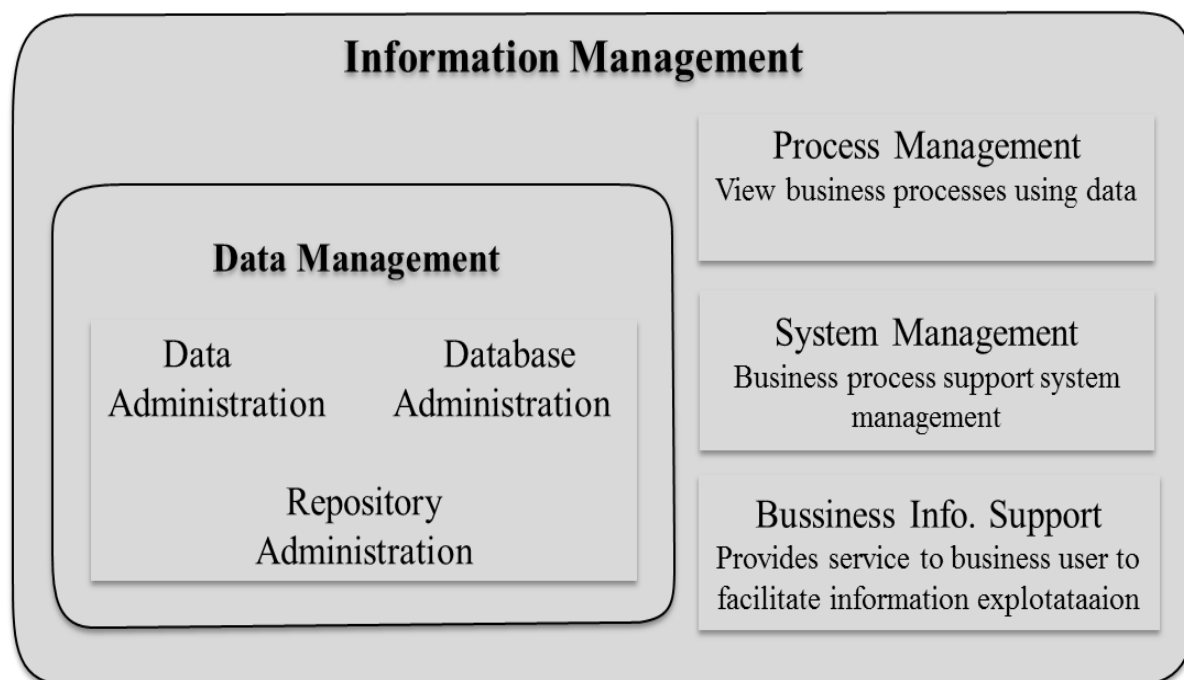 Information Management
Data Management
Data
Administration
Database
Administration
Repository
Administration
Process Management
View business processes using data
System Management
Business process support system
management
Bussiness Info. Support
Provides service to business user to
facilitate information explotataaion